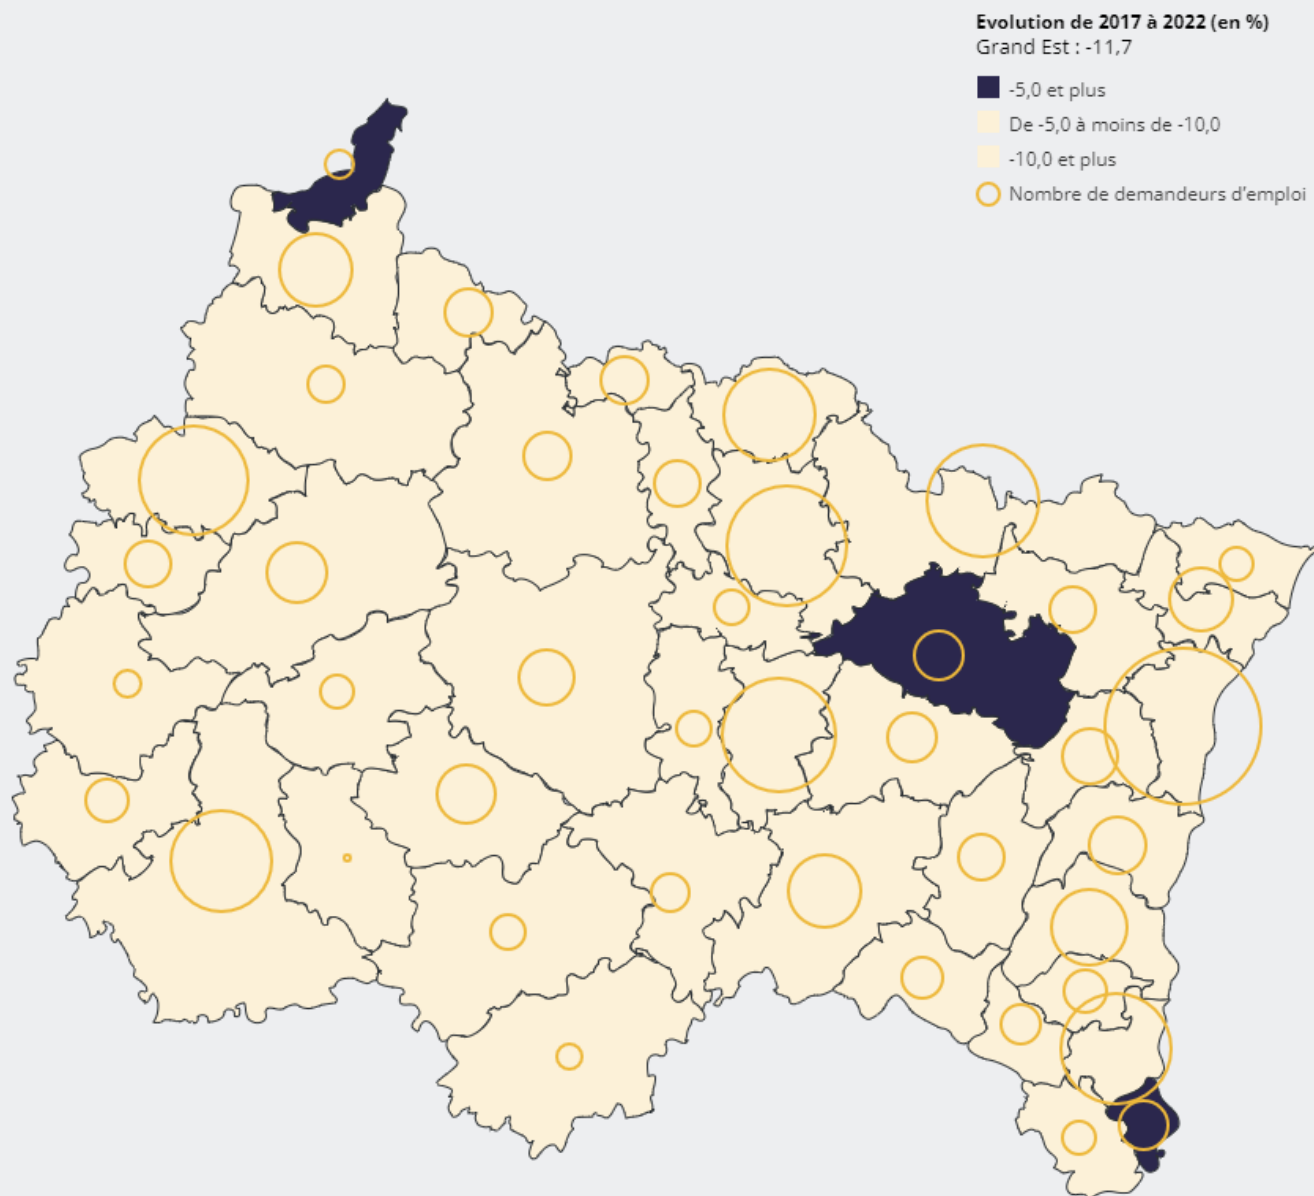 Evolution de 2017 à 2022 (en %)
Grand Est : -11,7
-5,0 et plus
De -5,0 à moins de -10,0
-10,0 et plus
Nombre de demandeurs d'emploi